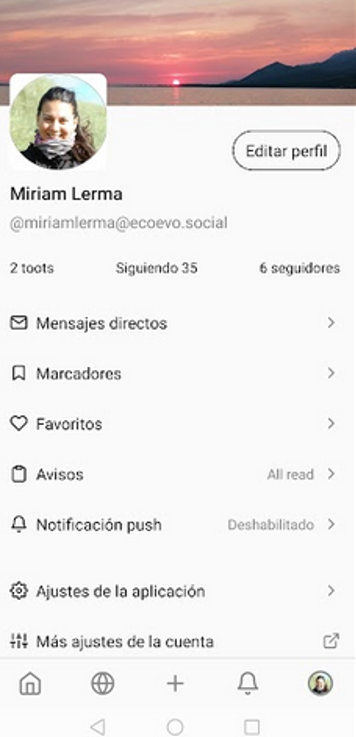 Editar perfil
Miriam Lerma
@miriamlerma@ecoevo.social
2 toots Siguiendo 35 6 seguidores
Mensajes directos
Marcadores
Favoritos
Avisos All read
Notificación push Deshabilitado
Ajustes de la aplicación
Más ajustes de la cuenta